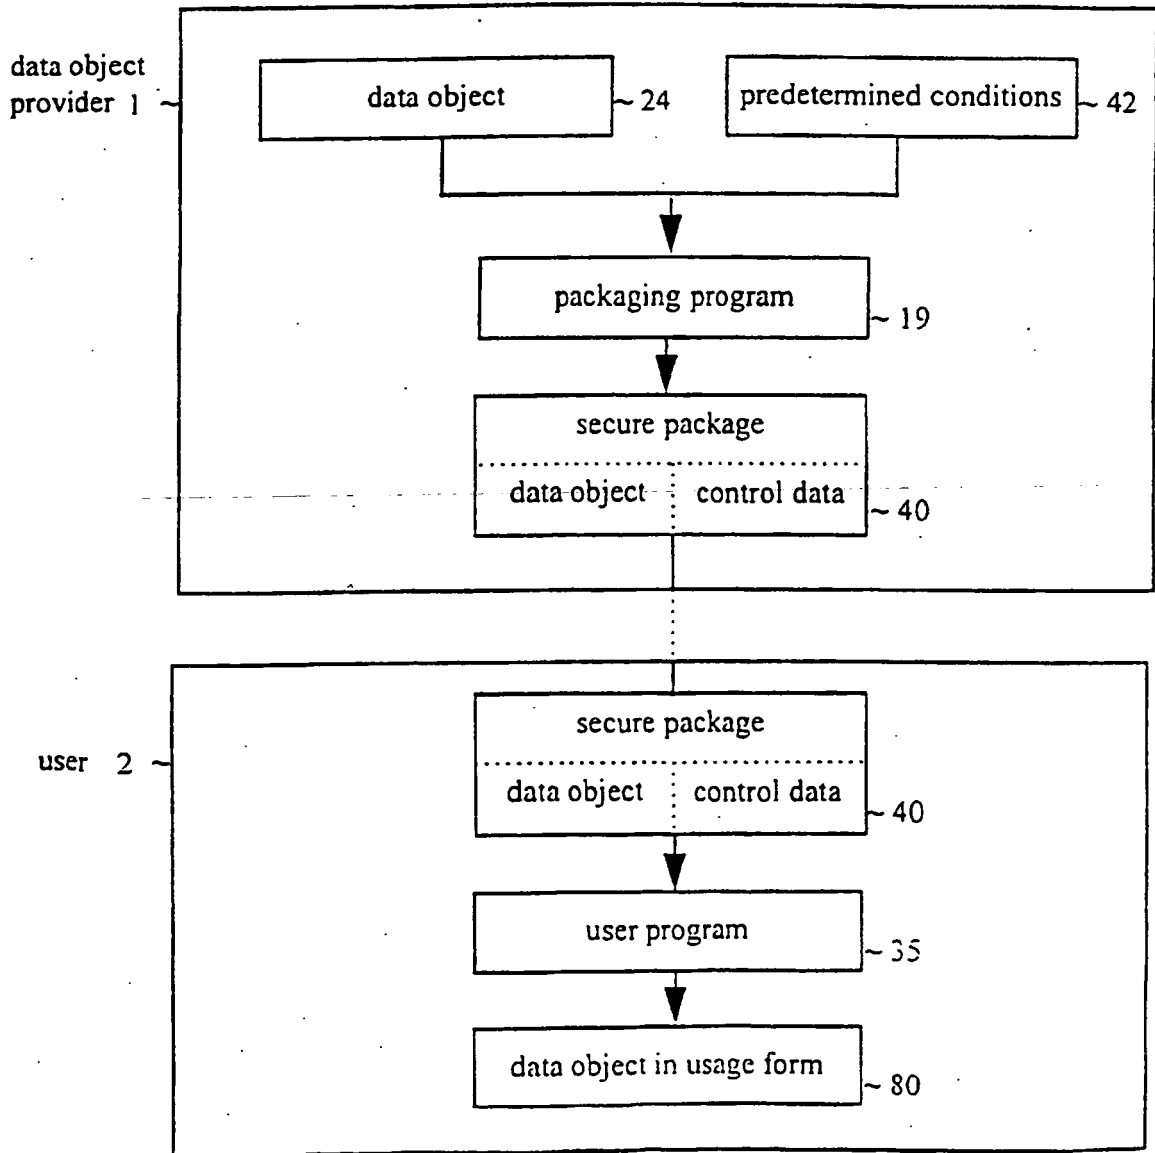 data object
provider 1 ~
data object ~ 24
predetermined conditions ~ 42
packaging program ~ 19
secure package
data object control data ~ 40
secure package
user 2 ~
data object control data ~ 40
user program ~ 35
data object in usage form ~ 80